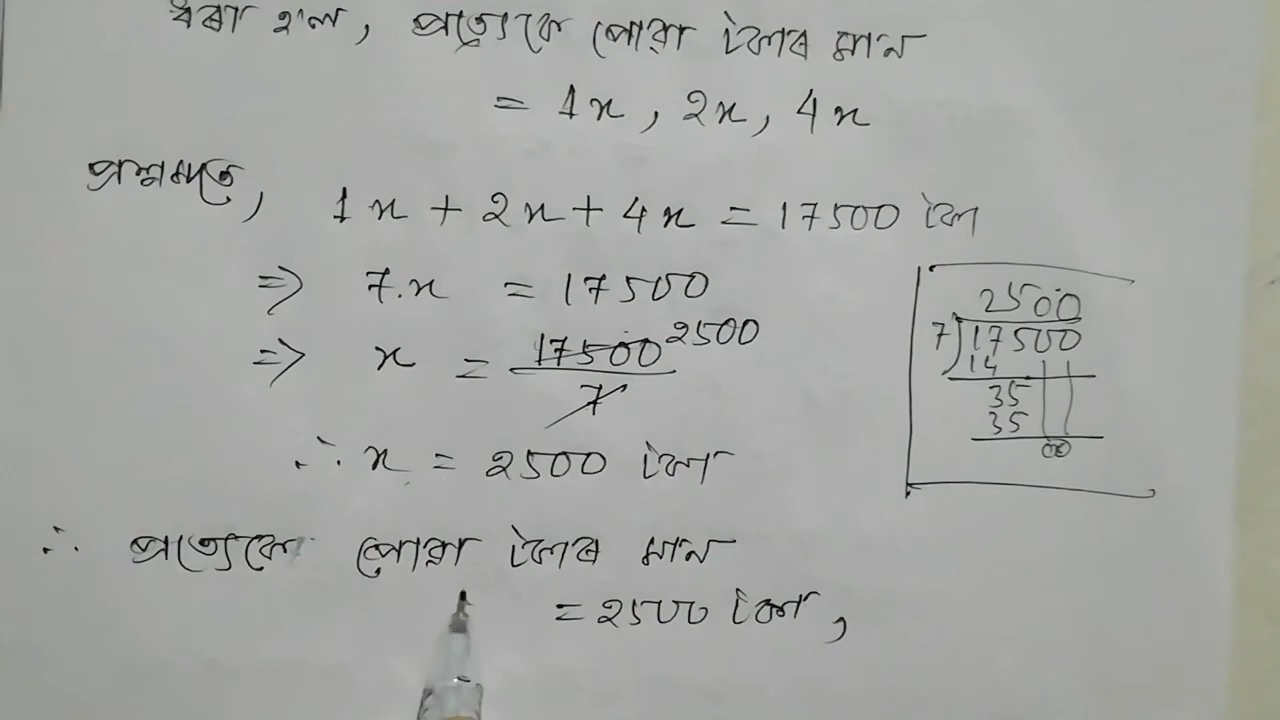 ধৰা হ'ল, প্ৰত্যেকে পোৱা টকাৰ মান
= 1x, 2x, 4x
প্ৰশ্নমতে, 1x + 2x + 4x = 17500 টকা
=> 7.x = 17500
=> x = 17500 2500
7
∴ x = 2500 টকা
∴ প্ৰত্যেকে পোৱা টকাৰ মান
= 2500 টকা,
2500
7)17500
14
35
35
00